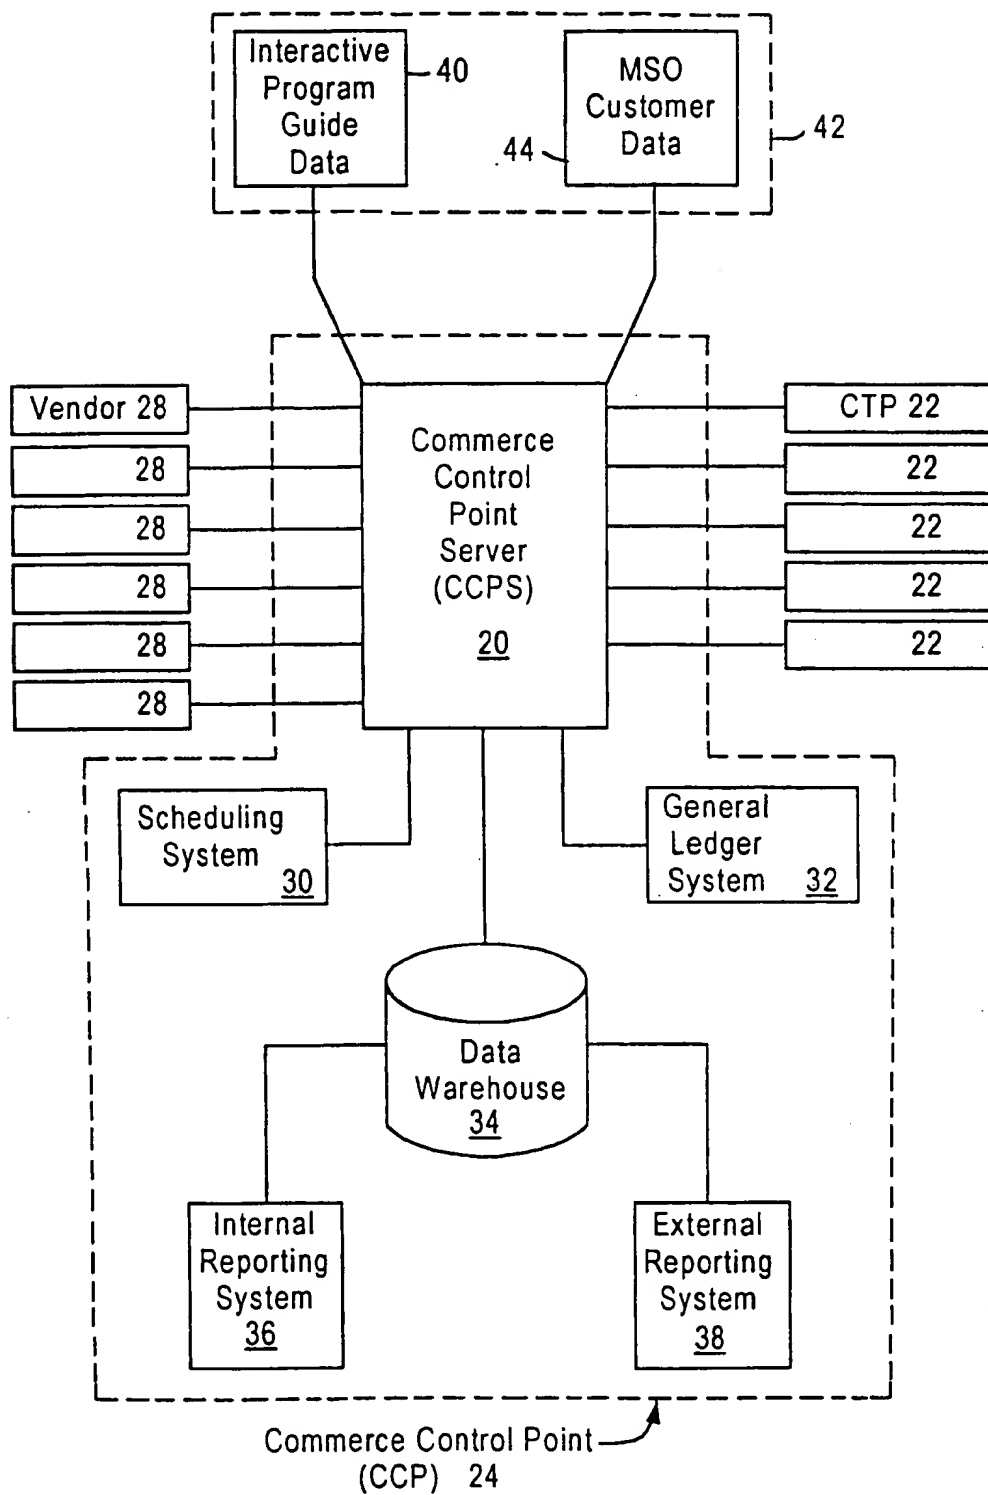 Interactive
Program
Guide
Data
40
MSO
Customer
Data
44
42
Vendor 28
28
28
28
28
28
Commerce
Control
Point
Server
(CCPS)
20
CTP 22
22
22
22
22
Scheduling
System
30
General
Ledger
System 32
Data
Warehouse
34
Internal
Reporting
System
36
External
Reporting
System
38
Commerce Control Point
(CCP) 24